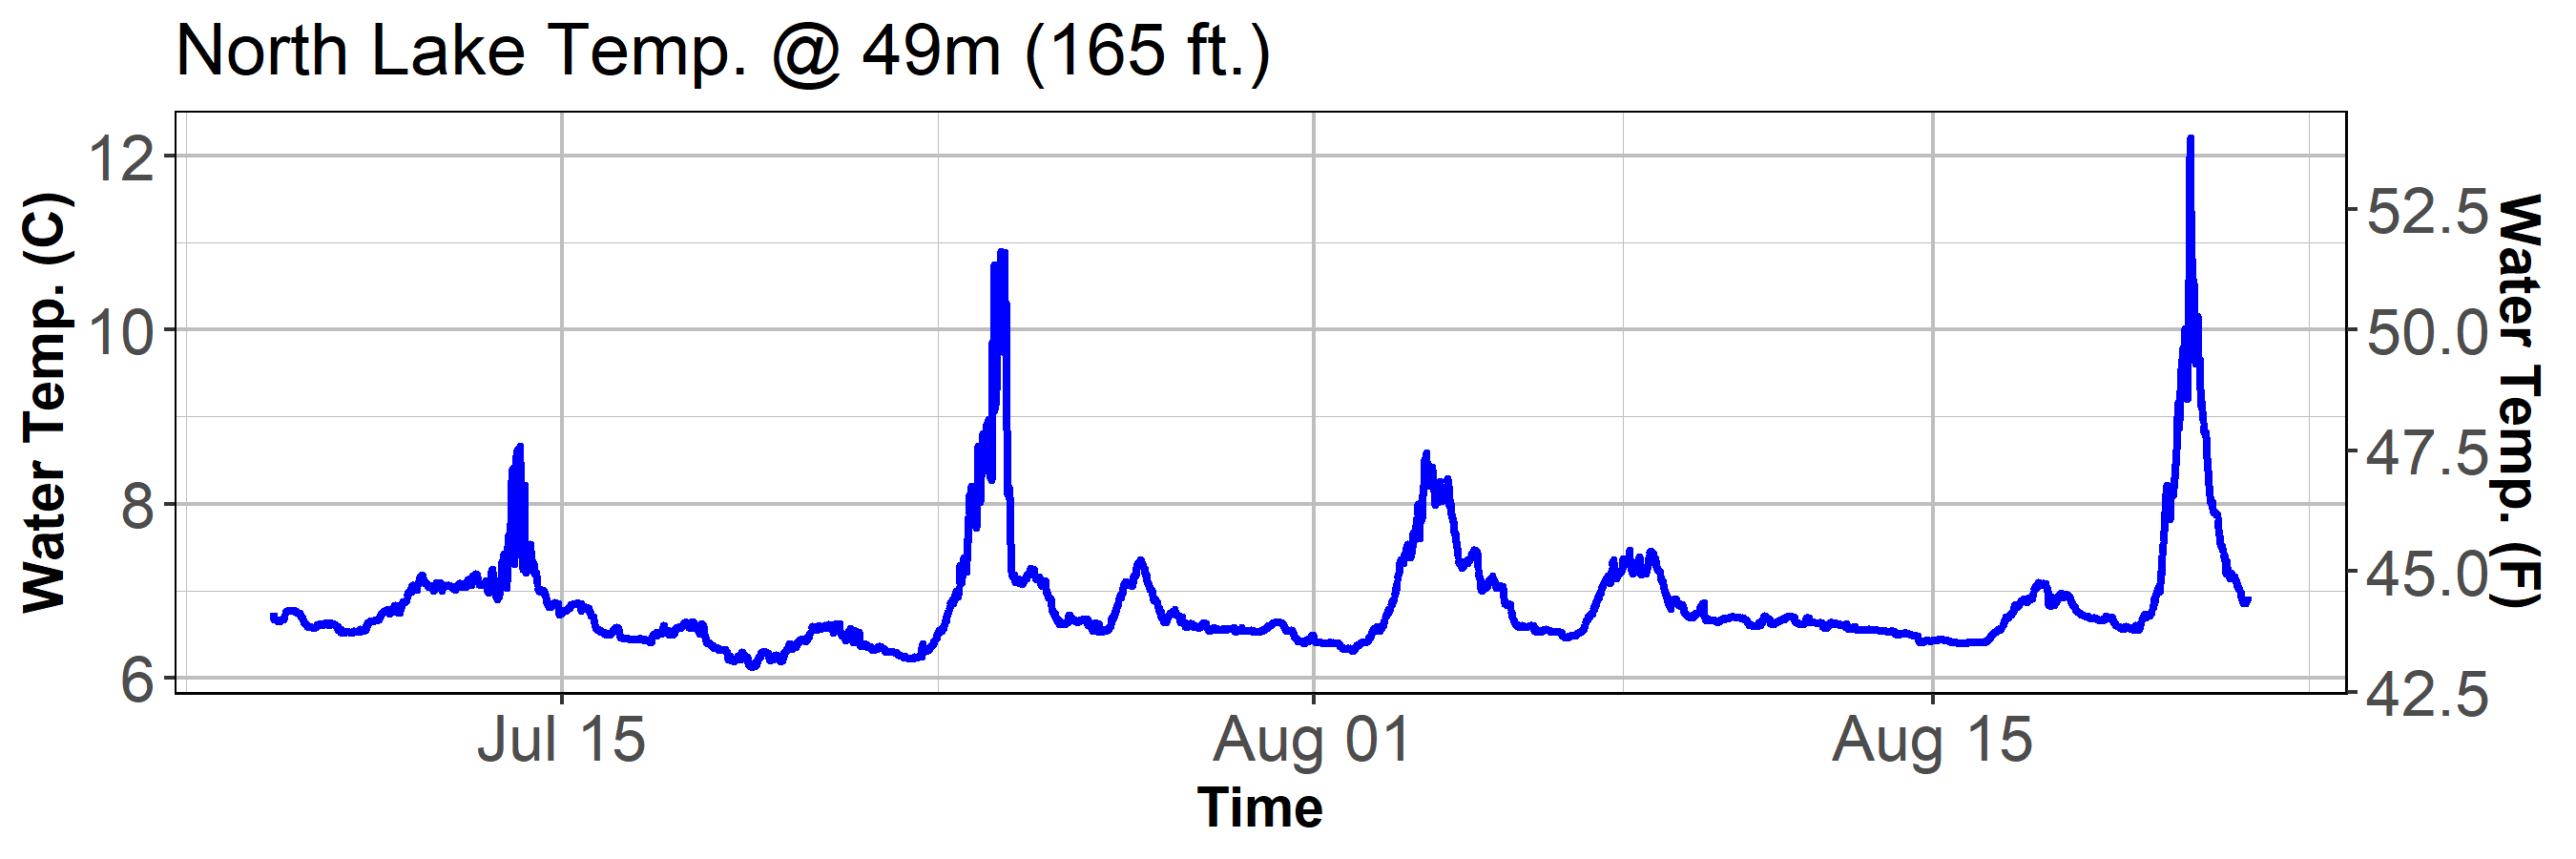 North Lake Temp. @ 49m (165 ft.)
Water Temp. (C)
12
10
8
6
52.5
50.0
47.5
45.0
42.5
Water Temp. (F)
Jul 15
Aug 01
Aug 15
Time